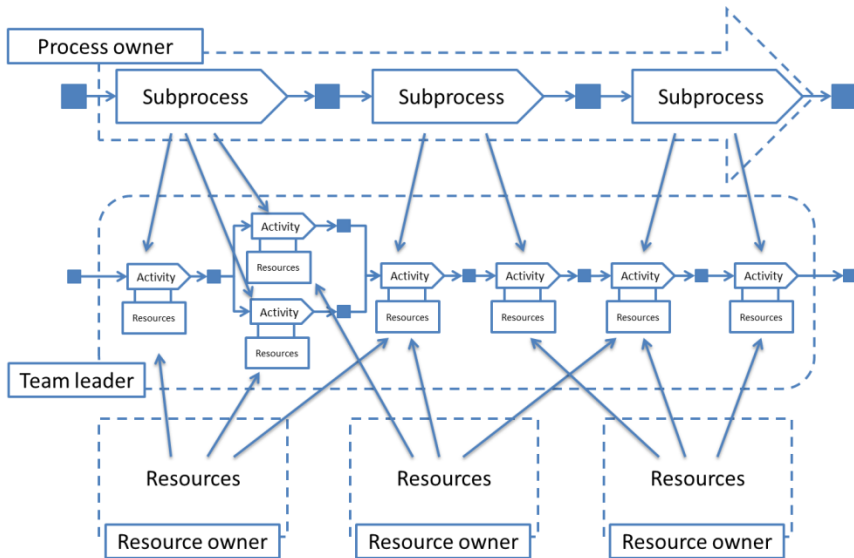 Process owner
Subprocess
Subprocess
Subprocess
Activity
Resources
Activity
Resources
Activity
Resources
Activity
Resources
Activity
Resources
Activity
Resources
Activity
Resources
Team leader
Resources
Resources
Resources
Resource owner
Resource owner
Resource owner